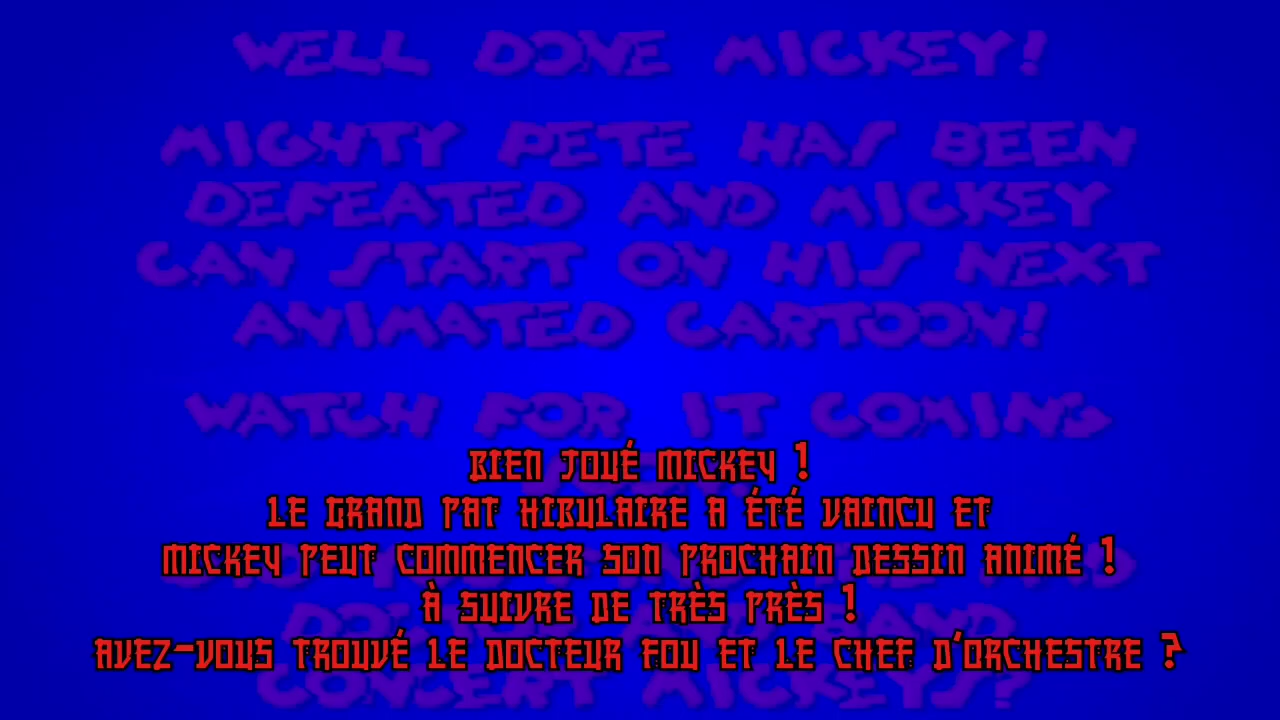 WELL DONE MICKEY!
MIGHTY PETE HAS BEEN
DEFEATED AND MICKEY
CAN START ON HIS NEXT
ANIMATED CARTOON!
WATCH FOR IT COMING
BIEN JOUÉ MICKEY !
LE GRAND PAT HIBULAIRE A ÉTÉ VAINCU ET
MICKEY PEUT COMMENCER SON PROCHAIN DESSIN ANIMÉ !
À SUIVRE DE TRÈS PRÈS !
AVEZ-VOUS TROUVÉ LE DOCTEUR FOU ET LE CHEF D'ORCHESTRE ?
CONCERT MICKEYS?